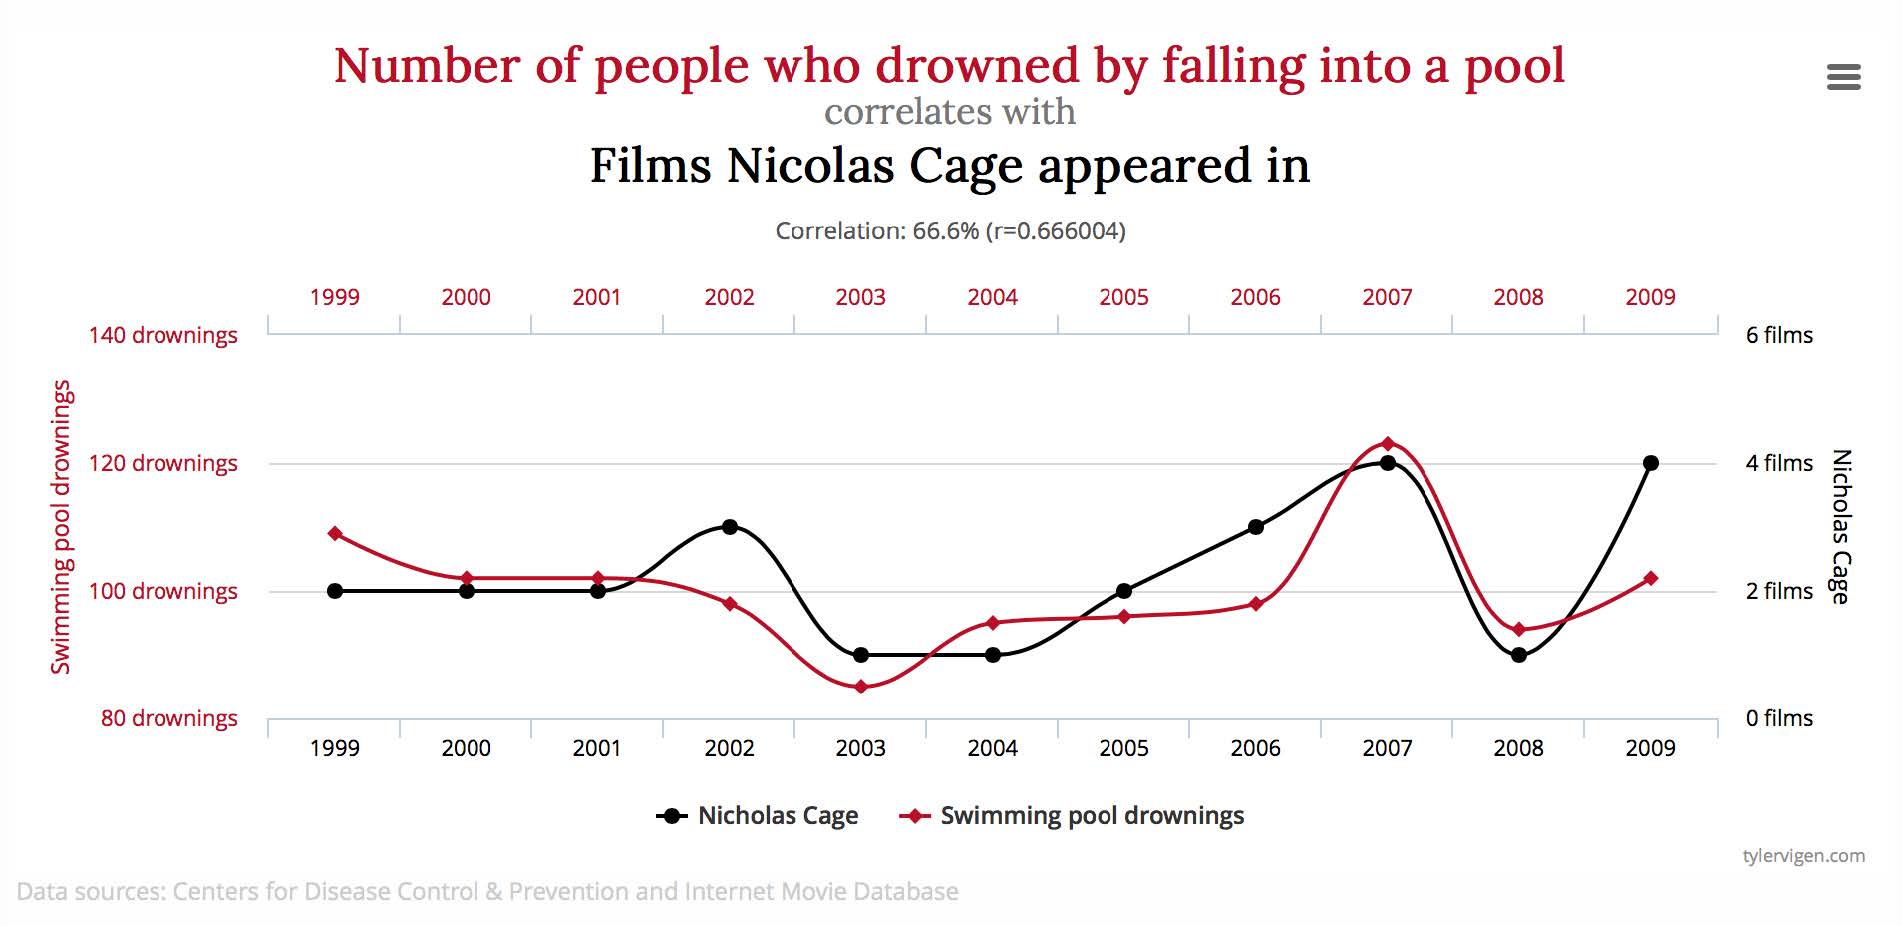 Number of people who drowned by falling into a pool
correlates with
Films Nicolas Cage appeared in
Correlation: 66.6% (r=0.666004)
1999 2000 2001 2002 2003 2004 2005 2006 2007 2008 2009
140 drownings 6 films
120 drownings 4 films
100 drownings 2 films
80 drownings 0 films
Swimming pool drownings
Nicholas Cage
1999 2000 2001 2002 2003 2004 2005 2006 2007 2008 2009
Nicholas Cage Swimming pool drownings
tylervigen.com
Data sources: Centers for Disease Control & Prevention and Internet Movie Database